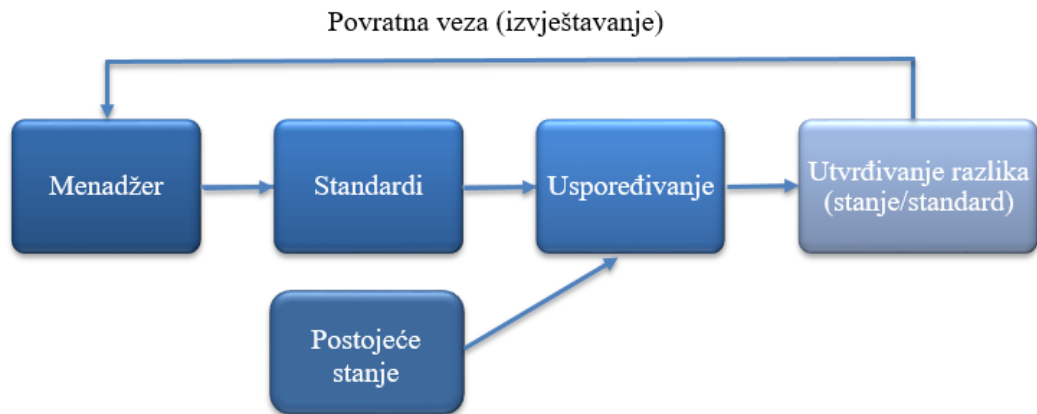 Povratna veza (izvještavanje)
Menadžer
Standardi
Uspoređivanje
Utvrđivanje razlika
(stanje/standard)
Postojeće
stanje